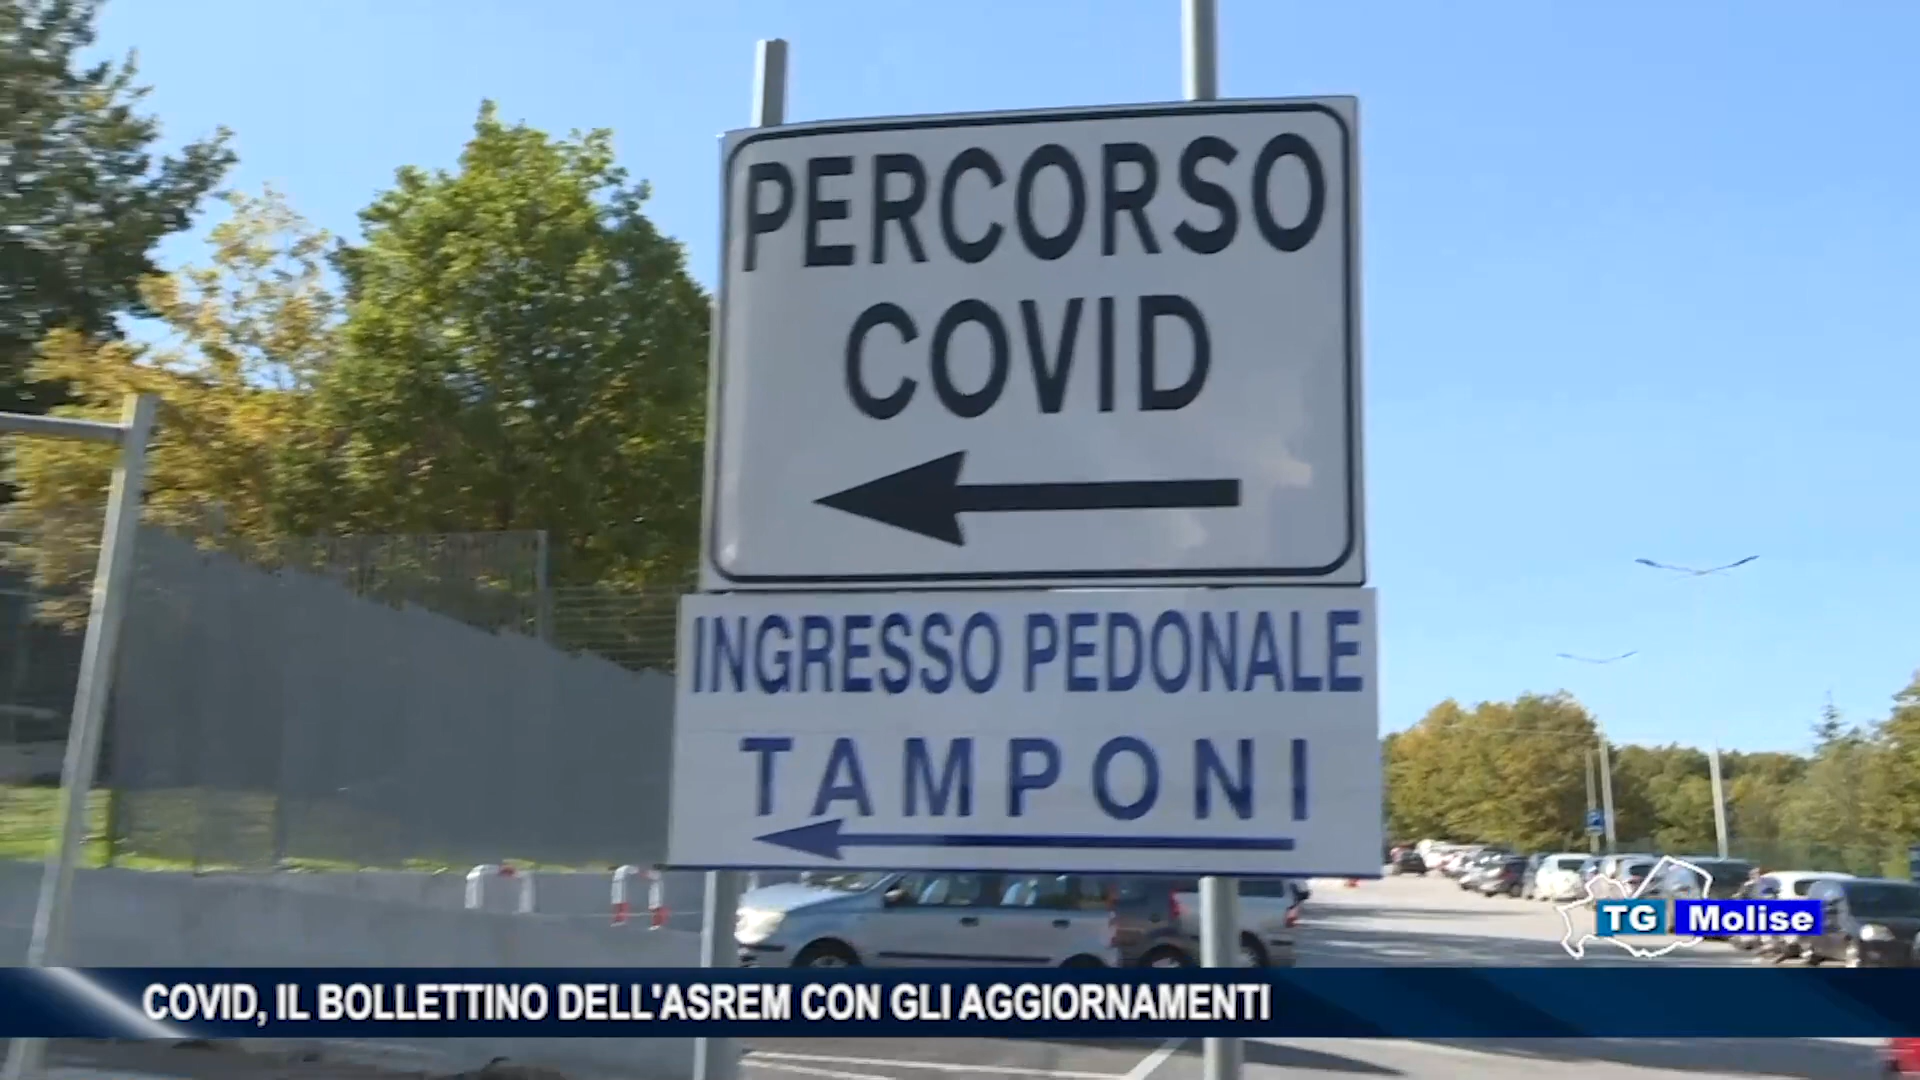 PERCORSO
COVID
INGRESSO PEDONALE
TAMPONI
TG Molise
COVID, IL BOLLETTINO DELL'ASREM CON GLI AGGIORNAMENTI